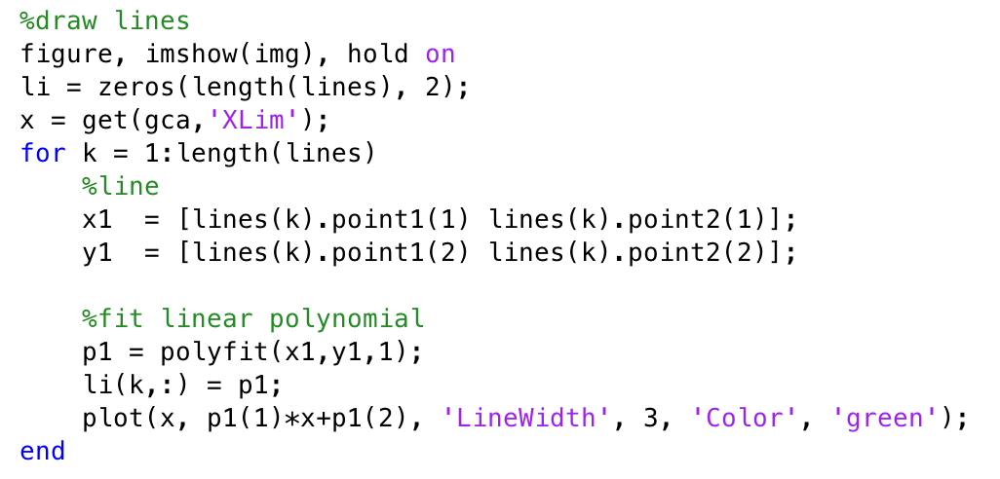 %draw lines
figure, imshow(img), hold on
li = zeros(length(lines), 2);
x = get(gca,'XLim');
for k = 1:length(lines)
    %line
    x1  = [lines(k).point1(1) lines(k).point2(1)];
    y1  = [lines(k).point1(2) lines(k).point2(2)];

    %fit linear polynomial
    p1 = polyfit(x1,y1,1);
    li(k,:) = p1;
    plot(x, p1(1)*x+p1(2), 'LineWidth', 3, 'Color', 'green');
end